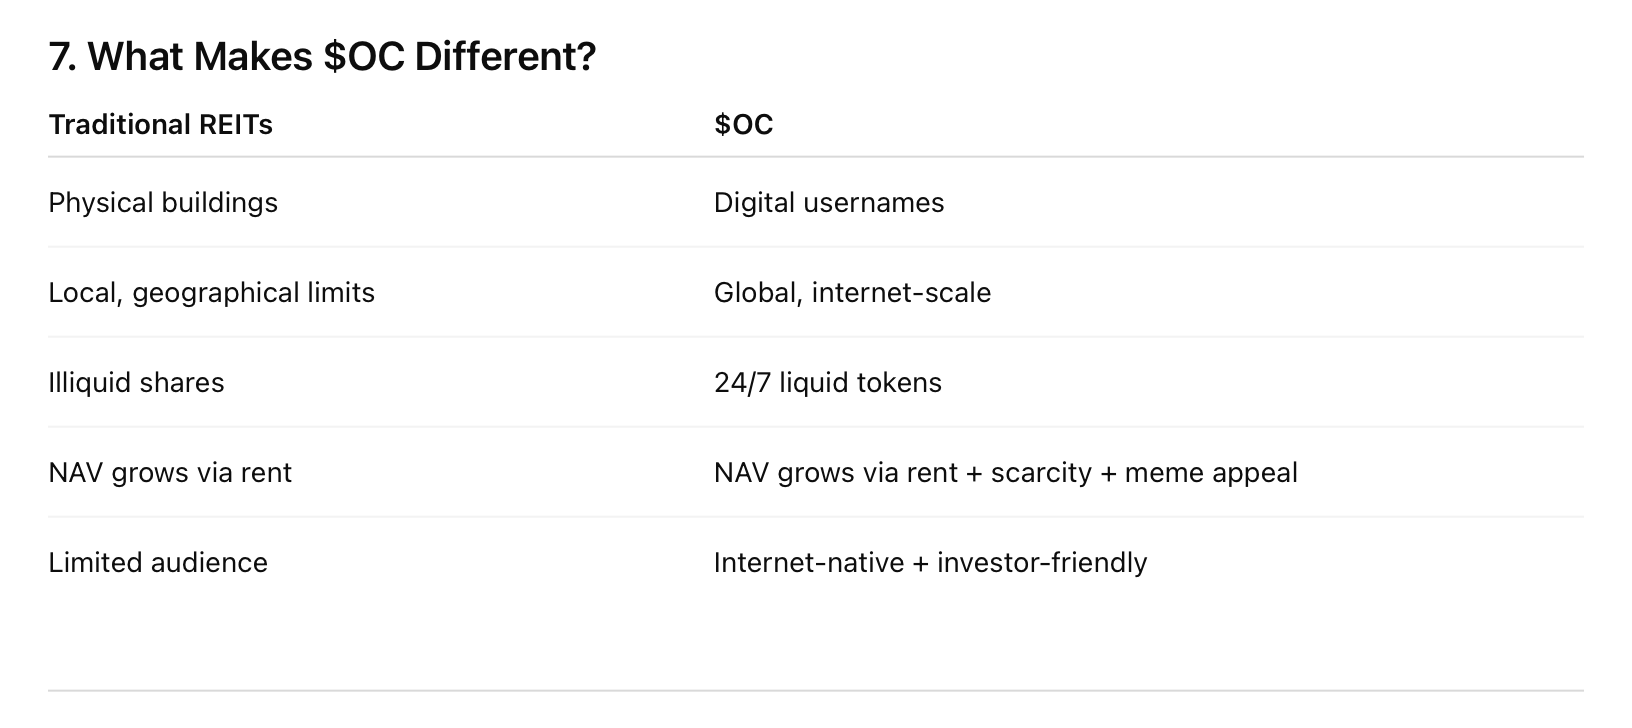 7. What Makes $OC Different?
Traditional REITs $OC
Physical buildings Digital usernames
Local, geographical limits Global, internet-scale
Illiquid shares 24/7 liquid tokens
NAV grows via rent NAV grows via rent + scarcity + meme appeal
Limited audience Internet-native + investor-friendly